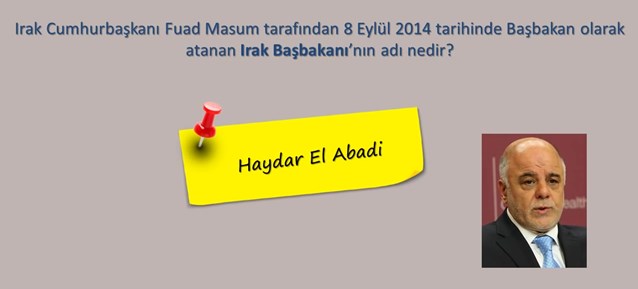 Irak Cumhurbaşkanı Fuad Masum tarafından 8 Eylül 2014 tarihinde Başbakan olarak
atanan Irak Başbakanı'nın adı nedir?
Haydar El Abadi